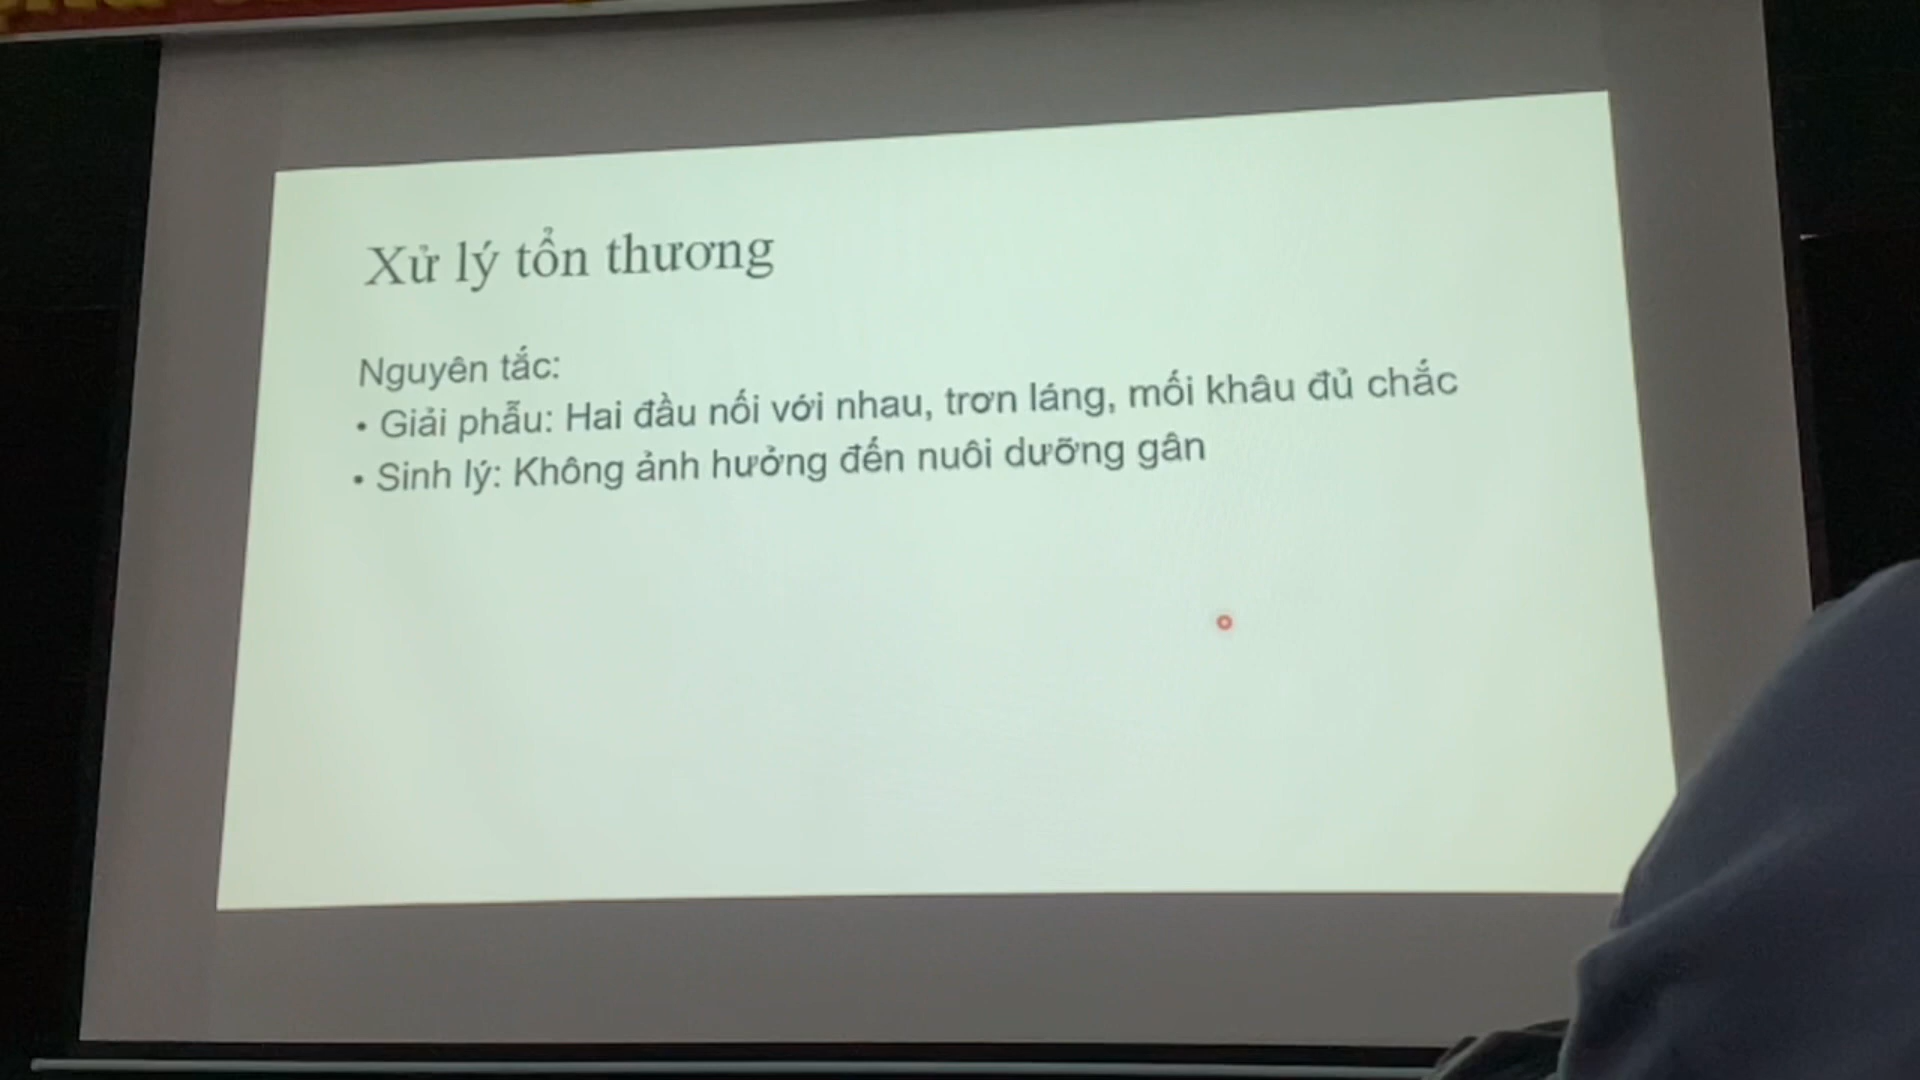 Xử lý tổn thương
Nguyên tắc:
• Giải phẫu: Hai đầu nối với nhau, trơn láng, mối khâu đủ chắc
• Sinh lý: Không ảnh hưởng đến nuôi dưỡng gân